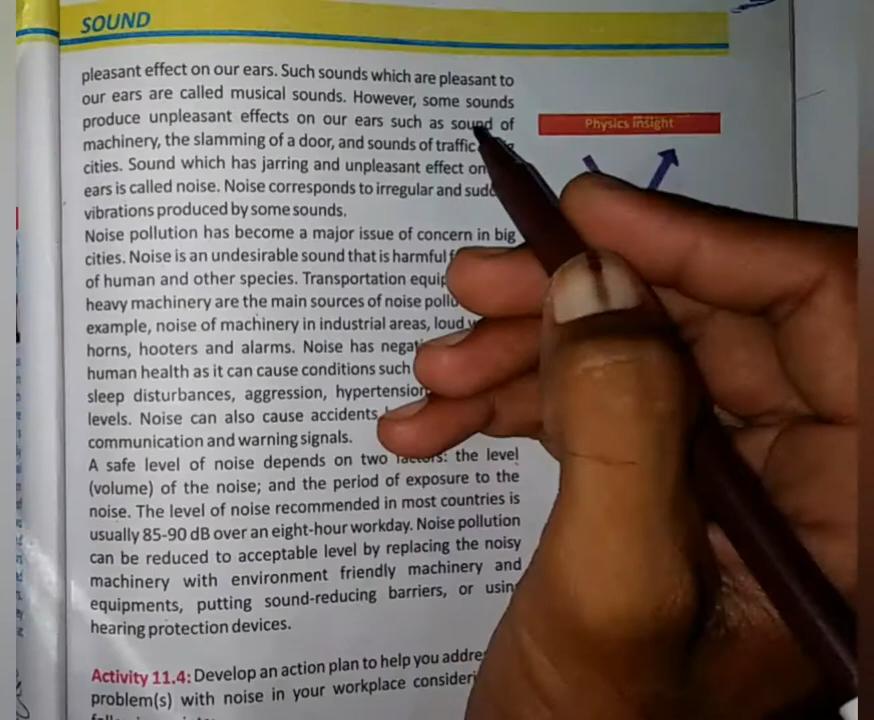 SOUND
pleasant effect on our ears. Such sounds which are pleasant to
our ears are called musical sounds. However, some sounds
produce unpleasant effects on our ears such as sound of
machinery, the slamming of a door, and sounds of traffic
cities. Sound which has jarring and unpleasant effect on
ears is called noise. Noise corresponds to irregular and
vibrations produced by some sounds.
Noise pollution has become a major issue of concern in big
cities. Noise is an undesirable sound that is harmful
of human and other species. Transportation
heavy machinery are the main sources of noise
example, noise of machinery in industrial areas, loud
horns, hooters and alarms. Noise has
human health as it can cause conditions such
sleep disturbances, aggression, hypertension
levels. Noise can also cause accidents
communication and warning signals.
A safe level of noise depends on two factors: the level
(volume) of the noise; and the period of exposure to the
noise. The level of noise recommended in most countries is
usually 85-90 dB over an eight-hour workday. Noise pollution
can be reduced to acceptable level by replacing the noisy
machinery with environment friendly machinery and
equipments, putting sound-reducing barriers, or using
hearing protection devices.
Activity 11.4: Develop an action plan to help you
problem(s) with noise in your workplace
Physics insight